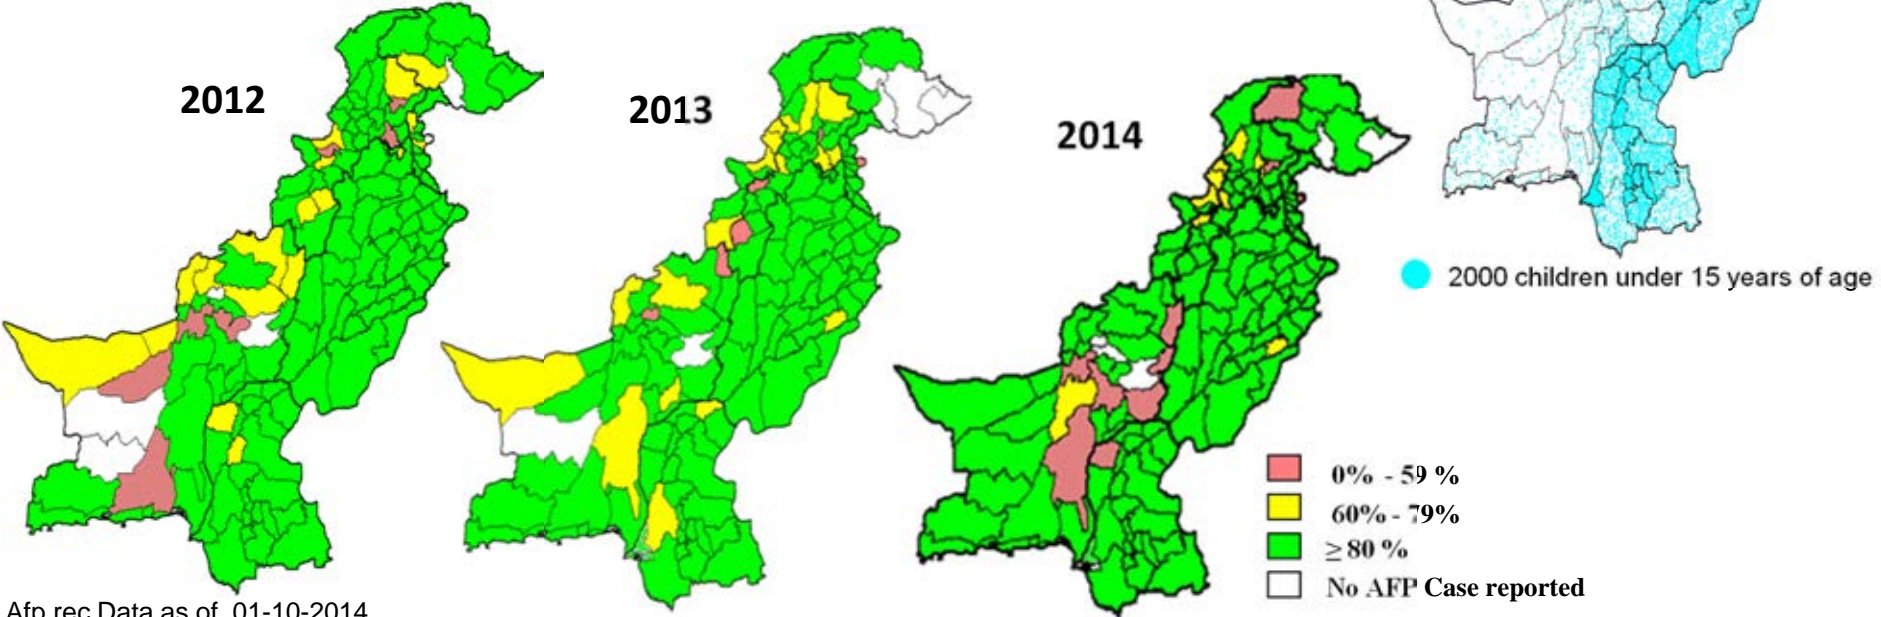 2012
2013
2014
2000 children under 15 years of age
0% - 59 %
60% - 79%
≥ 80 %
No AFP Case reported
Afp rec Data as of 01-10-2014